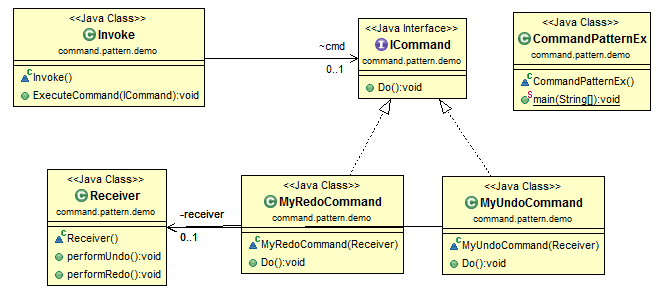 <<Java Class>>
Invoke
command.pattern.demo
Invoke()
ExecuteCommand(ICommand):void
~cmd
0..1
<<Java Interface>>
ICommand
command.pattern.demo
Do():void
<<Java Class>>
CommandPatternEx
command.pattern.demo
CommandPatternEx()
main(String[]):void
<<Java Class>>
Receiver
command.pattern.demo
Receiver()
performUndo():void
performRedo():void
-receiver
0..1
<<Java Class>>
MyRedoCommand
command.pattern.demo
MyRedoCommand(Receiver)
Do():void
<<Java Class>>
MyUndoCommand
command.pattern.demo
MyUndoCommand(Receiver)
Do():void